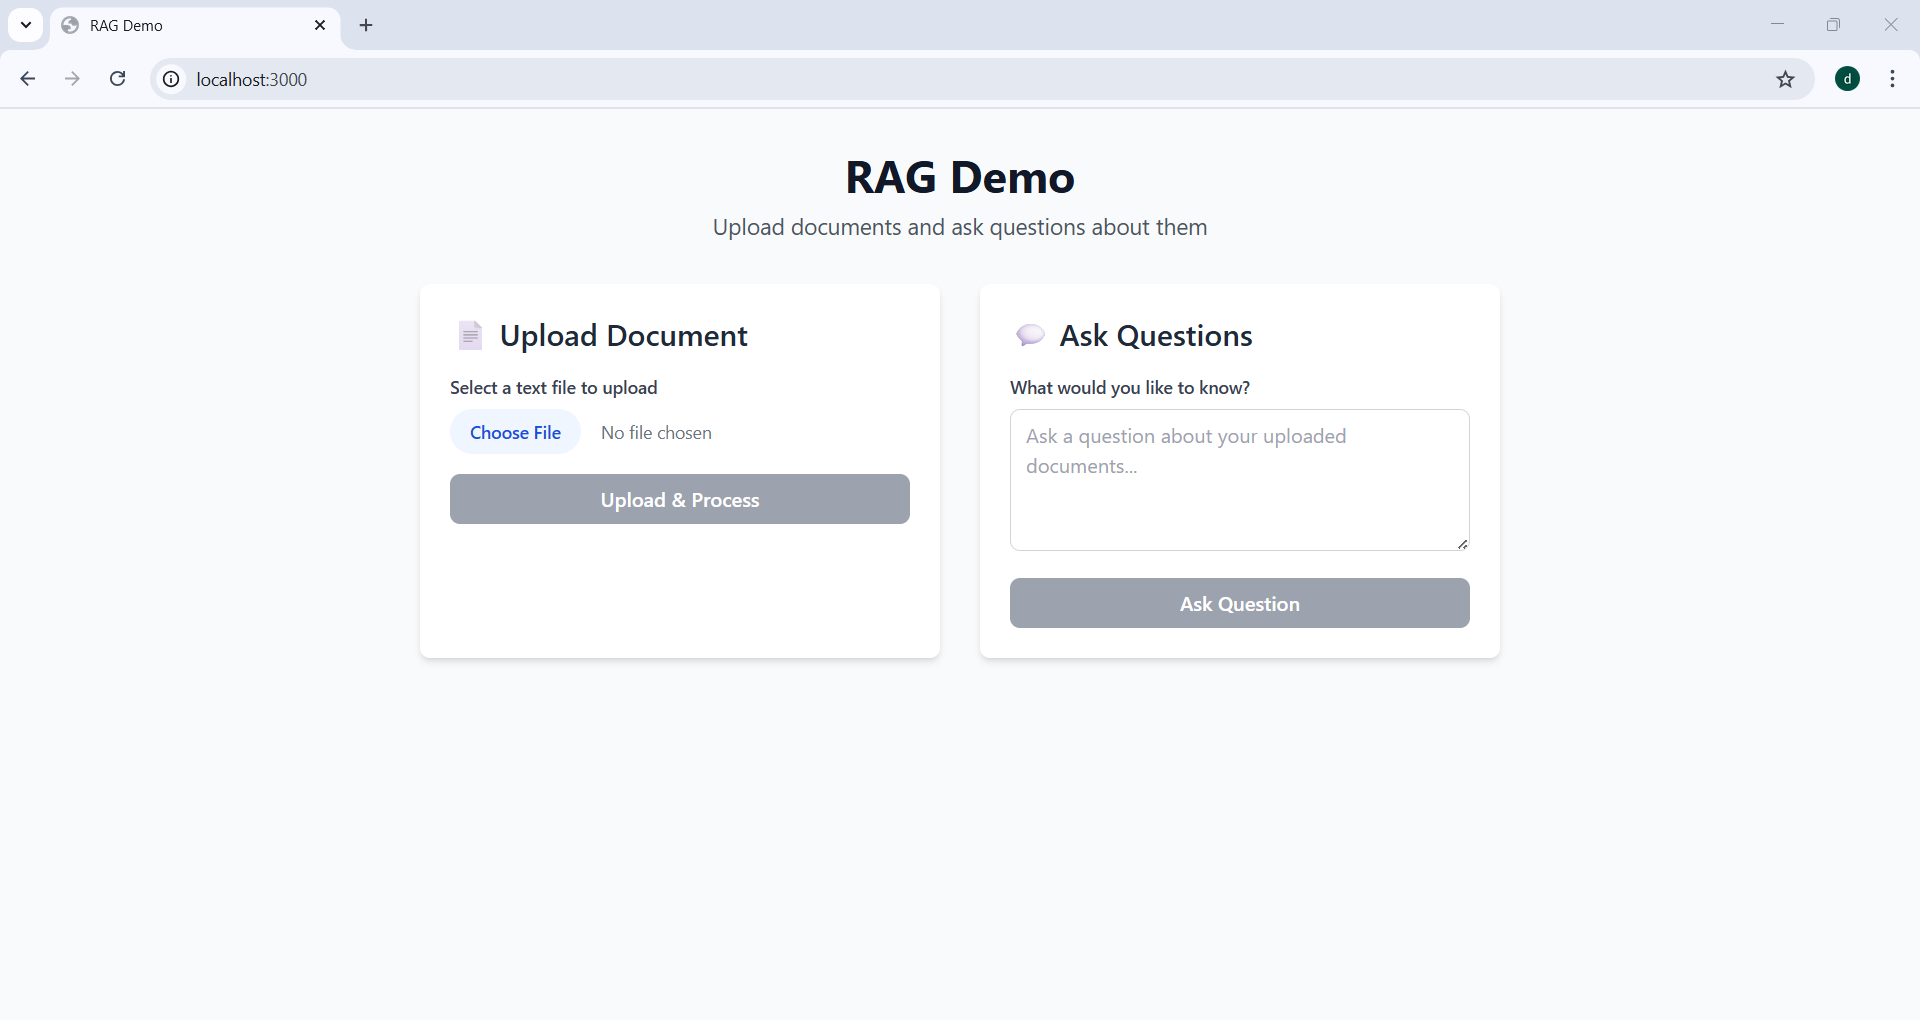 RAG Demo
localhost:3000
d
RAG Demo
Upload documents and ask questions about them
Upload Document
Select a text file to upload
Choose File No file chosen
Upload & Process
Ask Questions
What would you like to know?
Ask a question about your uploaded
documents...
Ask Question